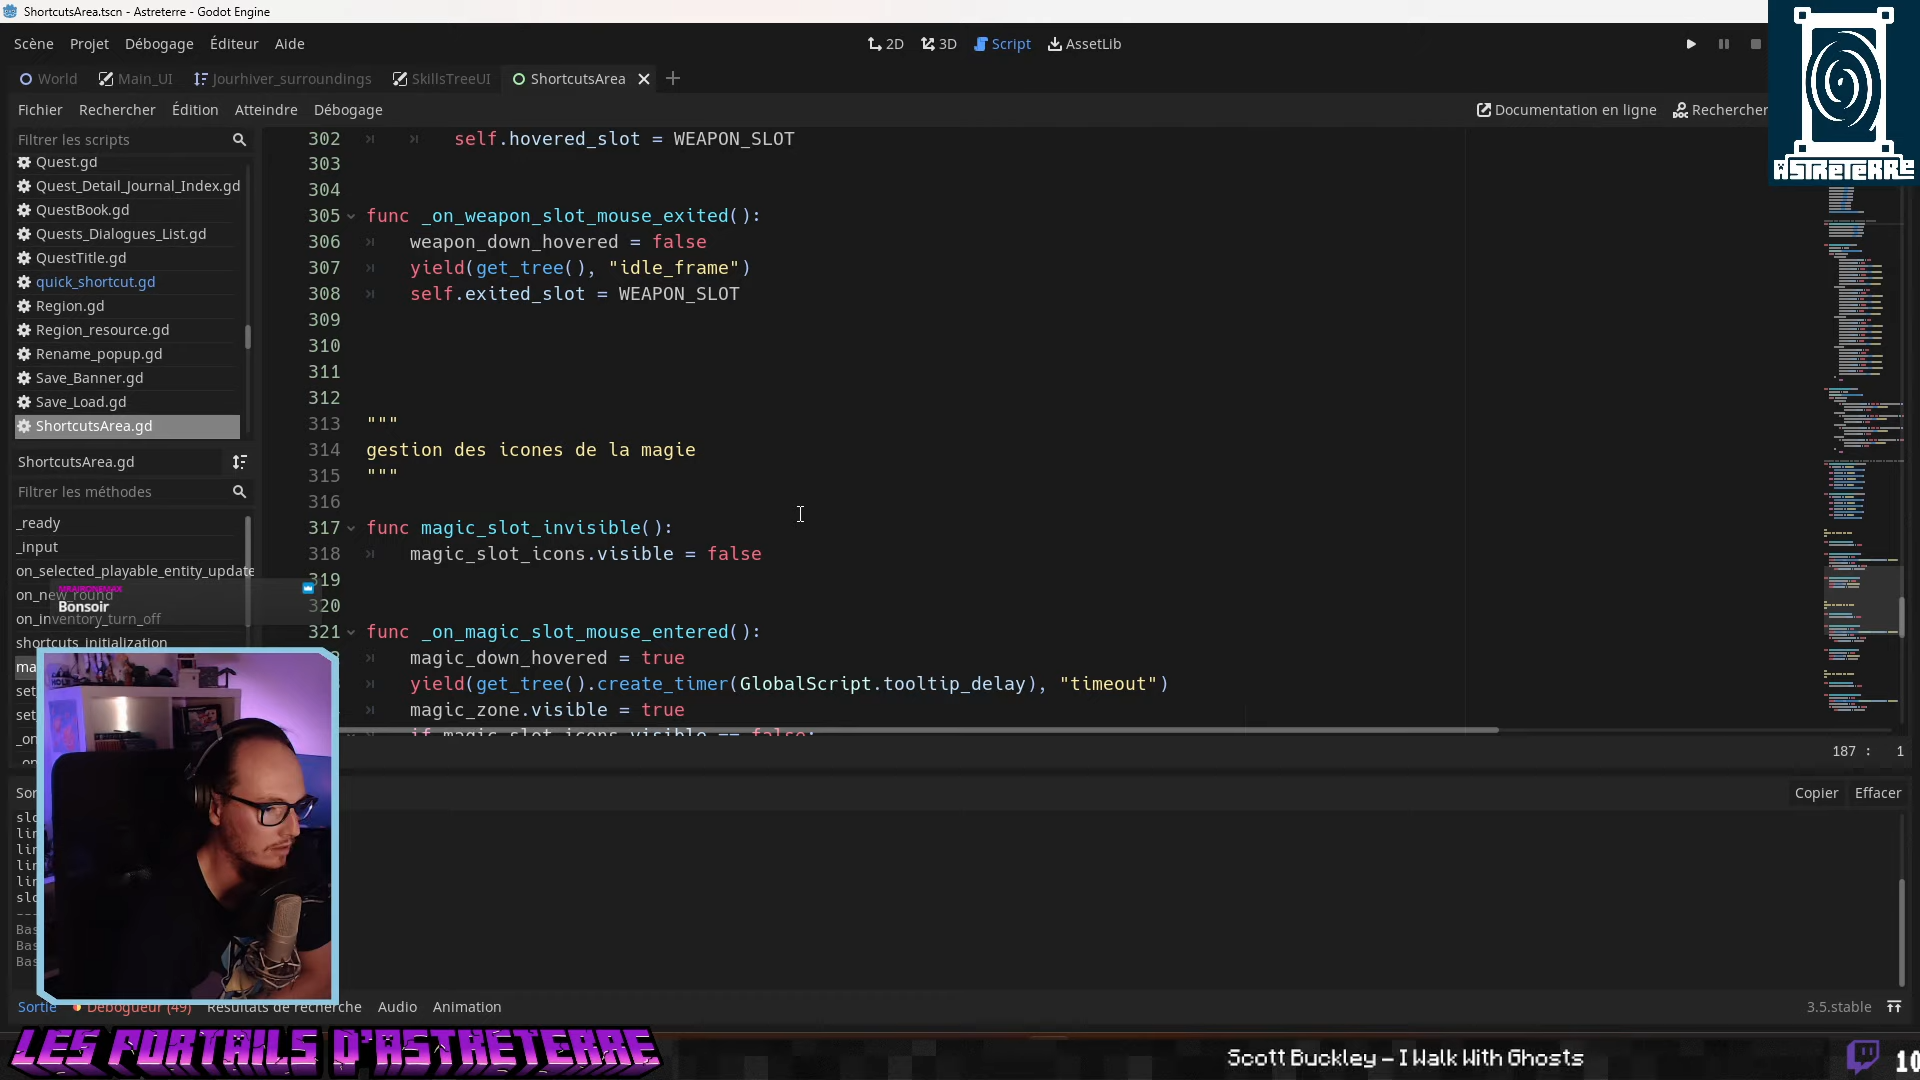 ShortcutsArea.tscn - Astreterre - Godot Engine
Scène Projet Débogage Éditeur Aide
2D 3D Script AssetLib
ASTRETERRE
World Main_UI Jourhiver_surroundings SkillsTreeUI ShortcutsArea
Fichier Rechercher Édition Atteindre Débogage
Documentation en ligne Rechercher
Filtrer les scripts
Quest.gd
Quest_Detail_Journal_Index.gd
QuestBook.gd
Quests_Dialogues_List.gd
QuestTitle.gd
quick_shortcut.gd
Region.gd
Region_resource.gd
Rename_popup.gd
Save_Banner.gd
Save_Load.gd
ShortcutsArea.gd
ShortcutsArea.gd
Filtrer les méthodes
_ready
_input
on_selected_playable_entity_update
on_new_round
on_inventory_turn_off
shortcuts_initialization
Bonsoir
302 self.hovered_slot = WEAPON_SLOT
303
304
305 func _on_weapon_slot_mouse_exited():
306 weapon_down_hovered = false
307 yield(get_tree(), "idle_frame")
308 self.exited_slot = WEAPON_SLOT
309
310
311
312
313 """
314 gestion des icones de la magie
315 """
316
317 func magic_slot_invisible():
318 magic_slot_icons.visible = false
319
320
321 func _on_magic_slot_mouse_entered():
magic_down_hovered = true
yield(get_tree().create_timer(GlobalScript.tooltip_delay), "timeout")
magic_zone.visible = true
if magic_slot_icons.visible == false:
187 : 1
Copier Effacer
Sortie Débogueur (49) Résultats de recherche Audio Animation
3.5.stable
LES PORTAILS D'ASTRETERRE
Scott Buckley – I Walk With Ghosts
10